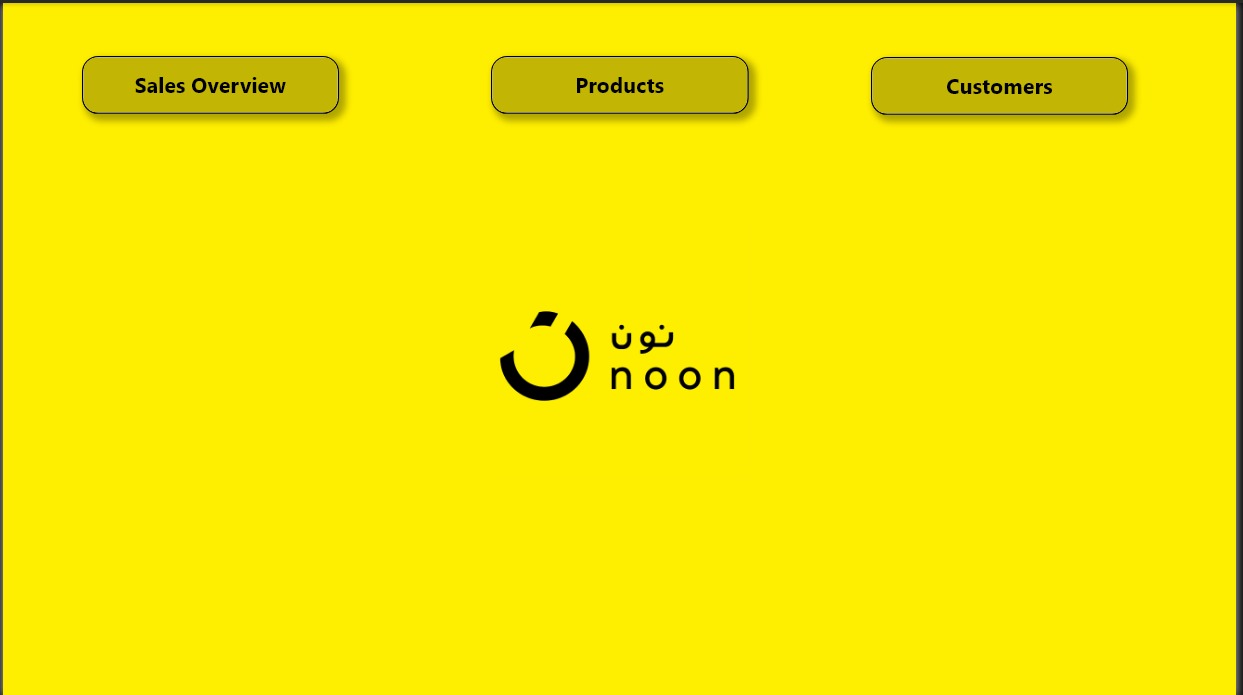 Sales Overview
Products
Customers
نون
noon